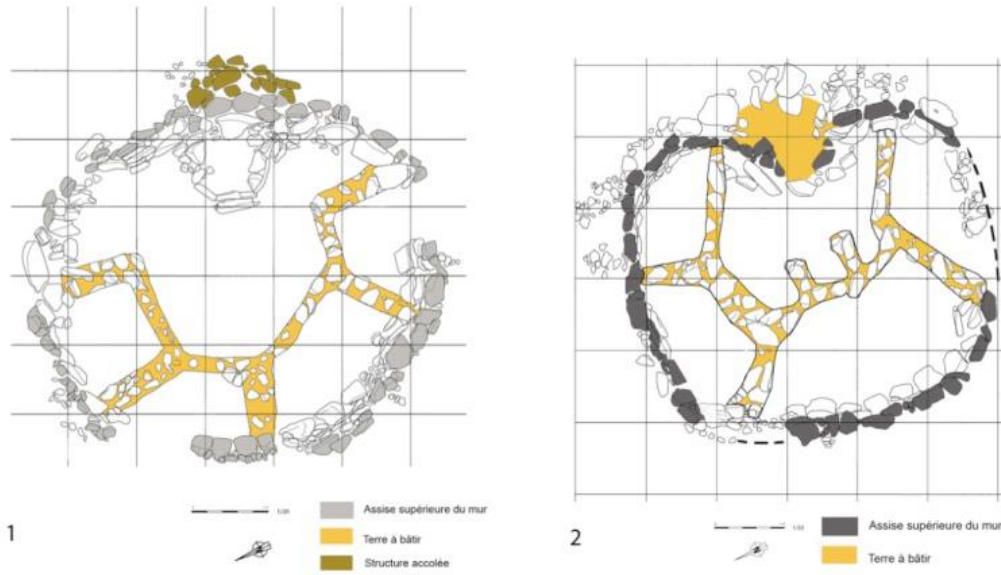 1
Assise supérieure du mur
Terre à bâtir
Structure accolée
2
Assise supérieure du mur
Terre à bâtir